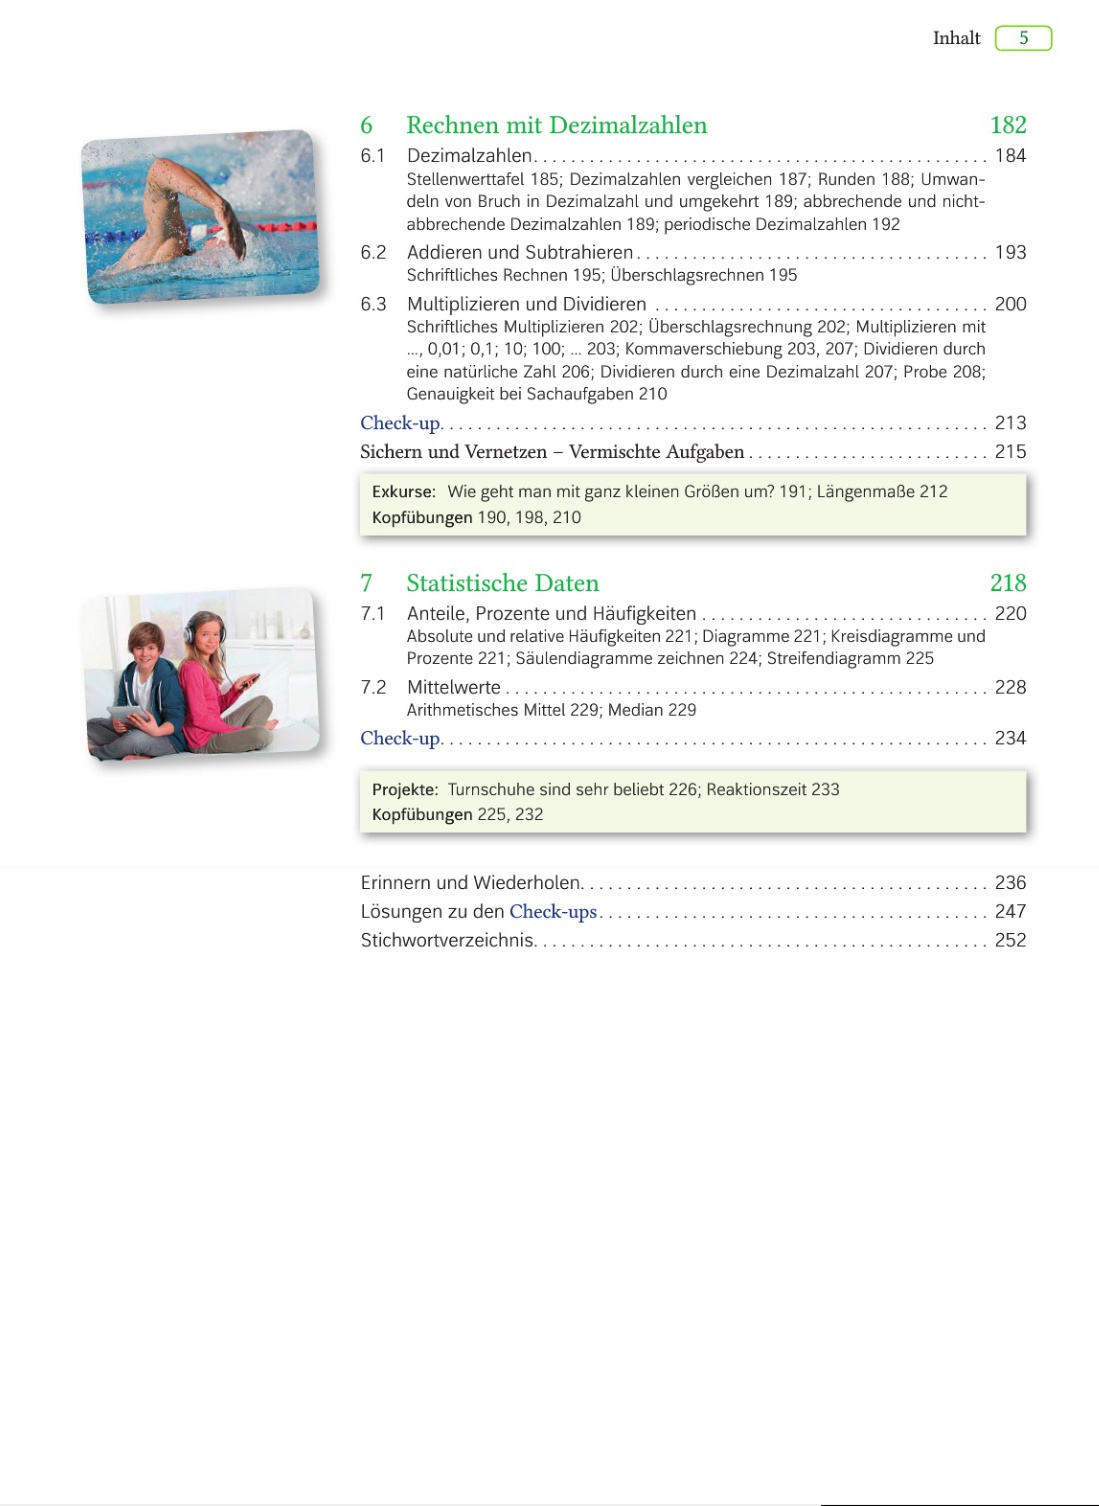 Inhalt 5
6 Rechnen mit Dezimalzahlen 182
6.1 Dezimalzahlen. . . . . . . . . . . . . . . . . . . . . . . . . . . . . . . . . . . . . . . . . . . . . . . . . 184
Stellenwerttafel 185; Dezimalzahlen vergleichen 187; Runden 188; Umwan-
deln von Bruch in Dezimalzahl und umgekehrt 189; abbrechende und nicht-
abbrechende Dezimalzahlen 189; periodische Dezimalzahlen 192
6.2 Addieren und Subtrahieren . . . . . . . . . . . . . . . . . . . . . . . . . . . . . . . . . . . . . . 193
Schriftliches Rechnen 195; Überschlagsrechnen 195
6.3 Multiplizieren und Dividieren . . . . . . . . . . . . . . . . . . . . . . . . . . . . . . . . . . . . 200
Schriftliches Multiplizieren 202; Überschlagsrechnung 202; Multiplizieren mit
..., 0,01; 0,1; 10; 100; ... 203; Kommaverschiebung 203, 207; Dividieren durch
eine natürliche Zahl 206; Dividieren durch eine Dezimalzahl 207; Probe 208;
Genauigkeit bei Sachaufgaben 210
Check-up. . . . . . . . . . . . . . . . . . . . . . . . . . . . . . . . . . . . . . . . . . . . . . . . . . . . . . . . . . . 213
Sichern und Vernetzen – Vermischte Aufgaben . . . . . . . . . . . . . . . . . . . . . . . . . . 215
Exkurse: Wie geht man mit ganz kleinen Größen um? 191; Längenmaße 212
Kopfübungen 190, 198, 210
7 Statistische Daten 218
7.1 Anteile, Prozente und Häufigkeiten . . . . . . . . . . . . . . . . . . . . . . . . . . . . . . . 220
Absolute und relative Häufigkeiten 221; Diagramme 221; Kreisdiagramme und
Prozente 221; Säulendiagramme zeichnen 224; Streifendiagramm 225
7.2 Mittelwerte . . . . . . . . . . . . . . . . . . . . . . . . . . . . . . . . . . . . . . . . . . . . . . . . . . . . 228
Arithmetisches Mittel 229; Median 229
Check-up. . . . . . . . . . . . . . . . . . . . . . . . . . . . . . . . . . . . . . . . . . . . . . . . . . . . . . . . . . . 234
Projekte: Turnschuhe sind sehr beliebt 226; Reaktionszeit 233
Kopfübungen 225, 232
Erinnern und Wiederholen. . . . . . . . . . . . . . . . . . . . . . . . . . . . . . . . . . . . . . . . . . . . 236
Lösungen zu den Check-ups. . . . . . . . . . . . . . . . . . . . . . . . . . . . . . . . . . . . . . . . . . 247
Stichwortverzeichnis. . . . . . . . . . . . . . . . . . . . . . . . . . . . . . . . . . . . . . . . . . . . . . . . . 252